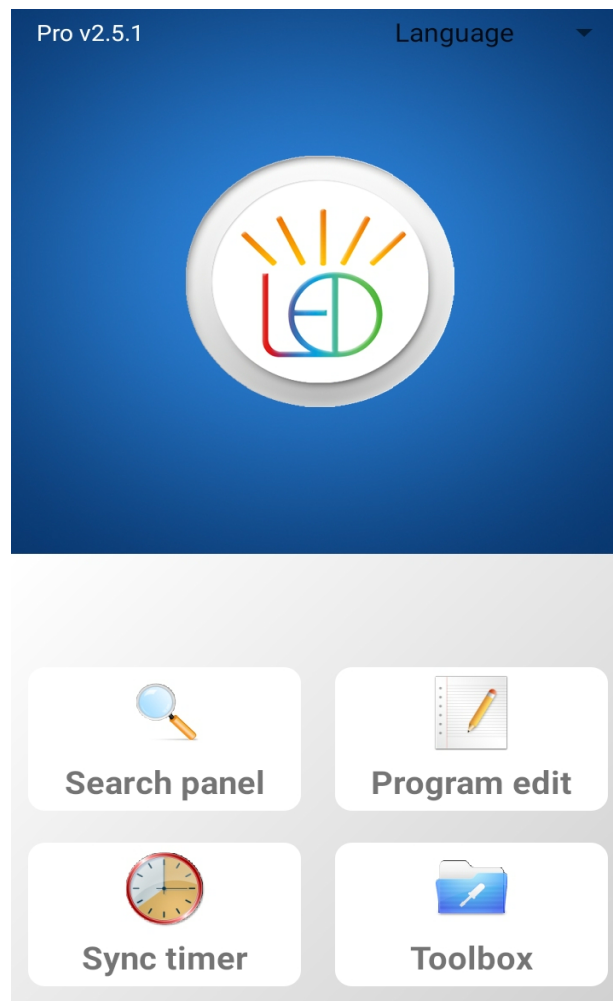 Pro v2.5.1
Language
LED
Search panel
Program edit
Sync timer
Toolbox